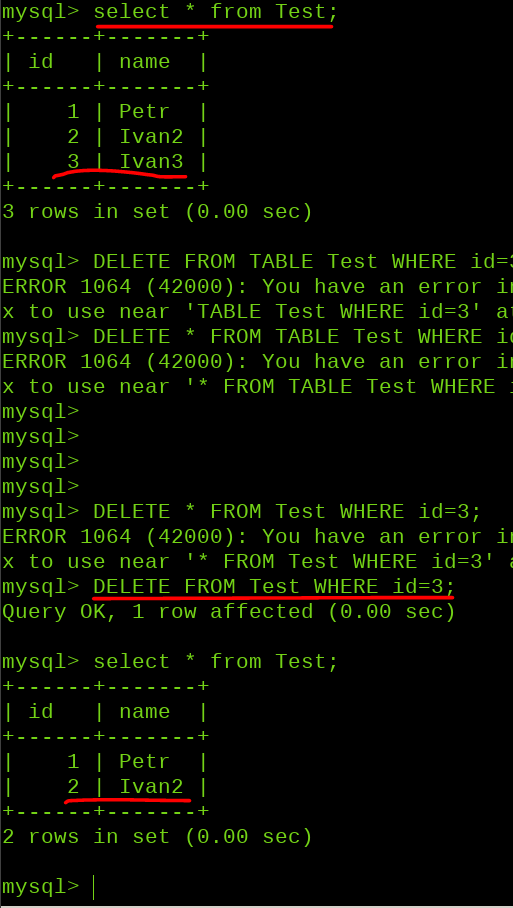 mysql> select * from Test;
+------+-------+
| id   | name  |
+------+-------+
|    1 | Petr  |
|    2 | Ivan2 |
|    3 | Ivan3 |
+------+-------+
3 rows in set (0.00 sec)

mysql> DELETE FROM TABLE Test WHERE id=3
ERROR 1064 (42000): You have an error in
x to use near 'TABLE Test WHERE id=3' at
mysql> DELETE * FROM TABLE Test WHERE id
ERROR 1064 (42000): You have an error in
x to use near '* FROM TABLE Test WHERE i
mysql>
mysql>
mysql>
mysql>
mysql> DELETE * FROM Test WHERE id=3;
ERROR 1064 (42000): You have an error in
x to use near '* FROM Test WHERE id=3' a
mysql> DELETE FROM Test WHERE id=3;
Query OK, 1 row affected (0.00 sec)

mysql> select * from Test;
+------+-------+
| id   | name  |
+------+-------+
|    1 | Petr  |
|    2 | Ivan2 |
+------+-------+
2 rows in set (0.00 sec)

mysql>